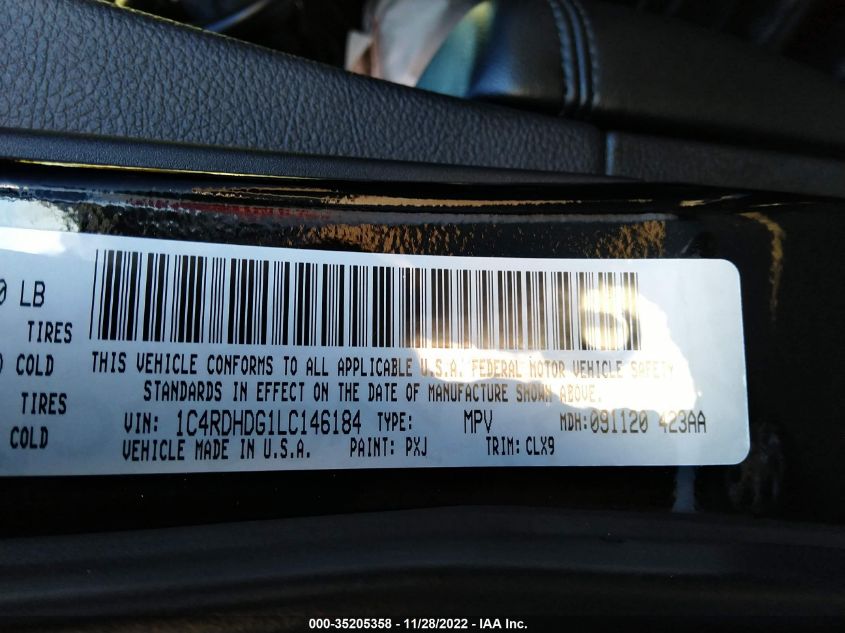 0 LB
TIRES
COLD
THIS VEHICLE CONFORMS TO ALL APPLICABLE U.S.A. FEDERAL MOTOR VEHICLE SAFETY
STANDARDS IN EFFECT ON THE DATE OF MANUFACTURE SHOWN ABOVE.
TIRES
VIN: 1C4RDHDG1LC146184 TYPE: MPV MDH: 091120 423AA
COLD
VEHICLE MADE IN U.S.A. PAINT: PXJ TRIM: CLX9
000-35205358 - 11/28/2022 - IAA Inc.